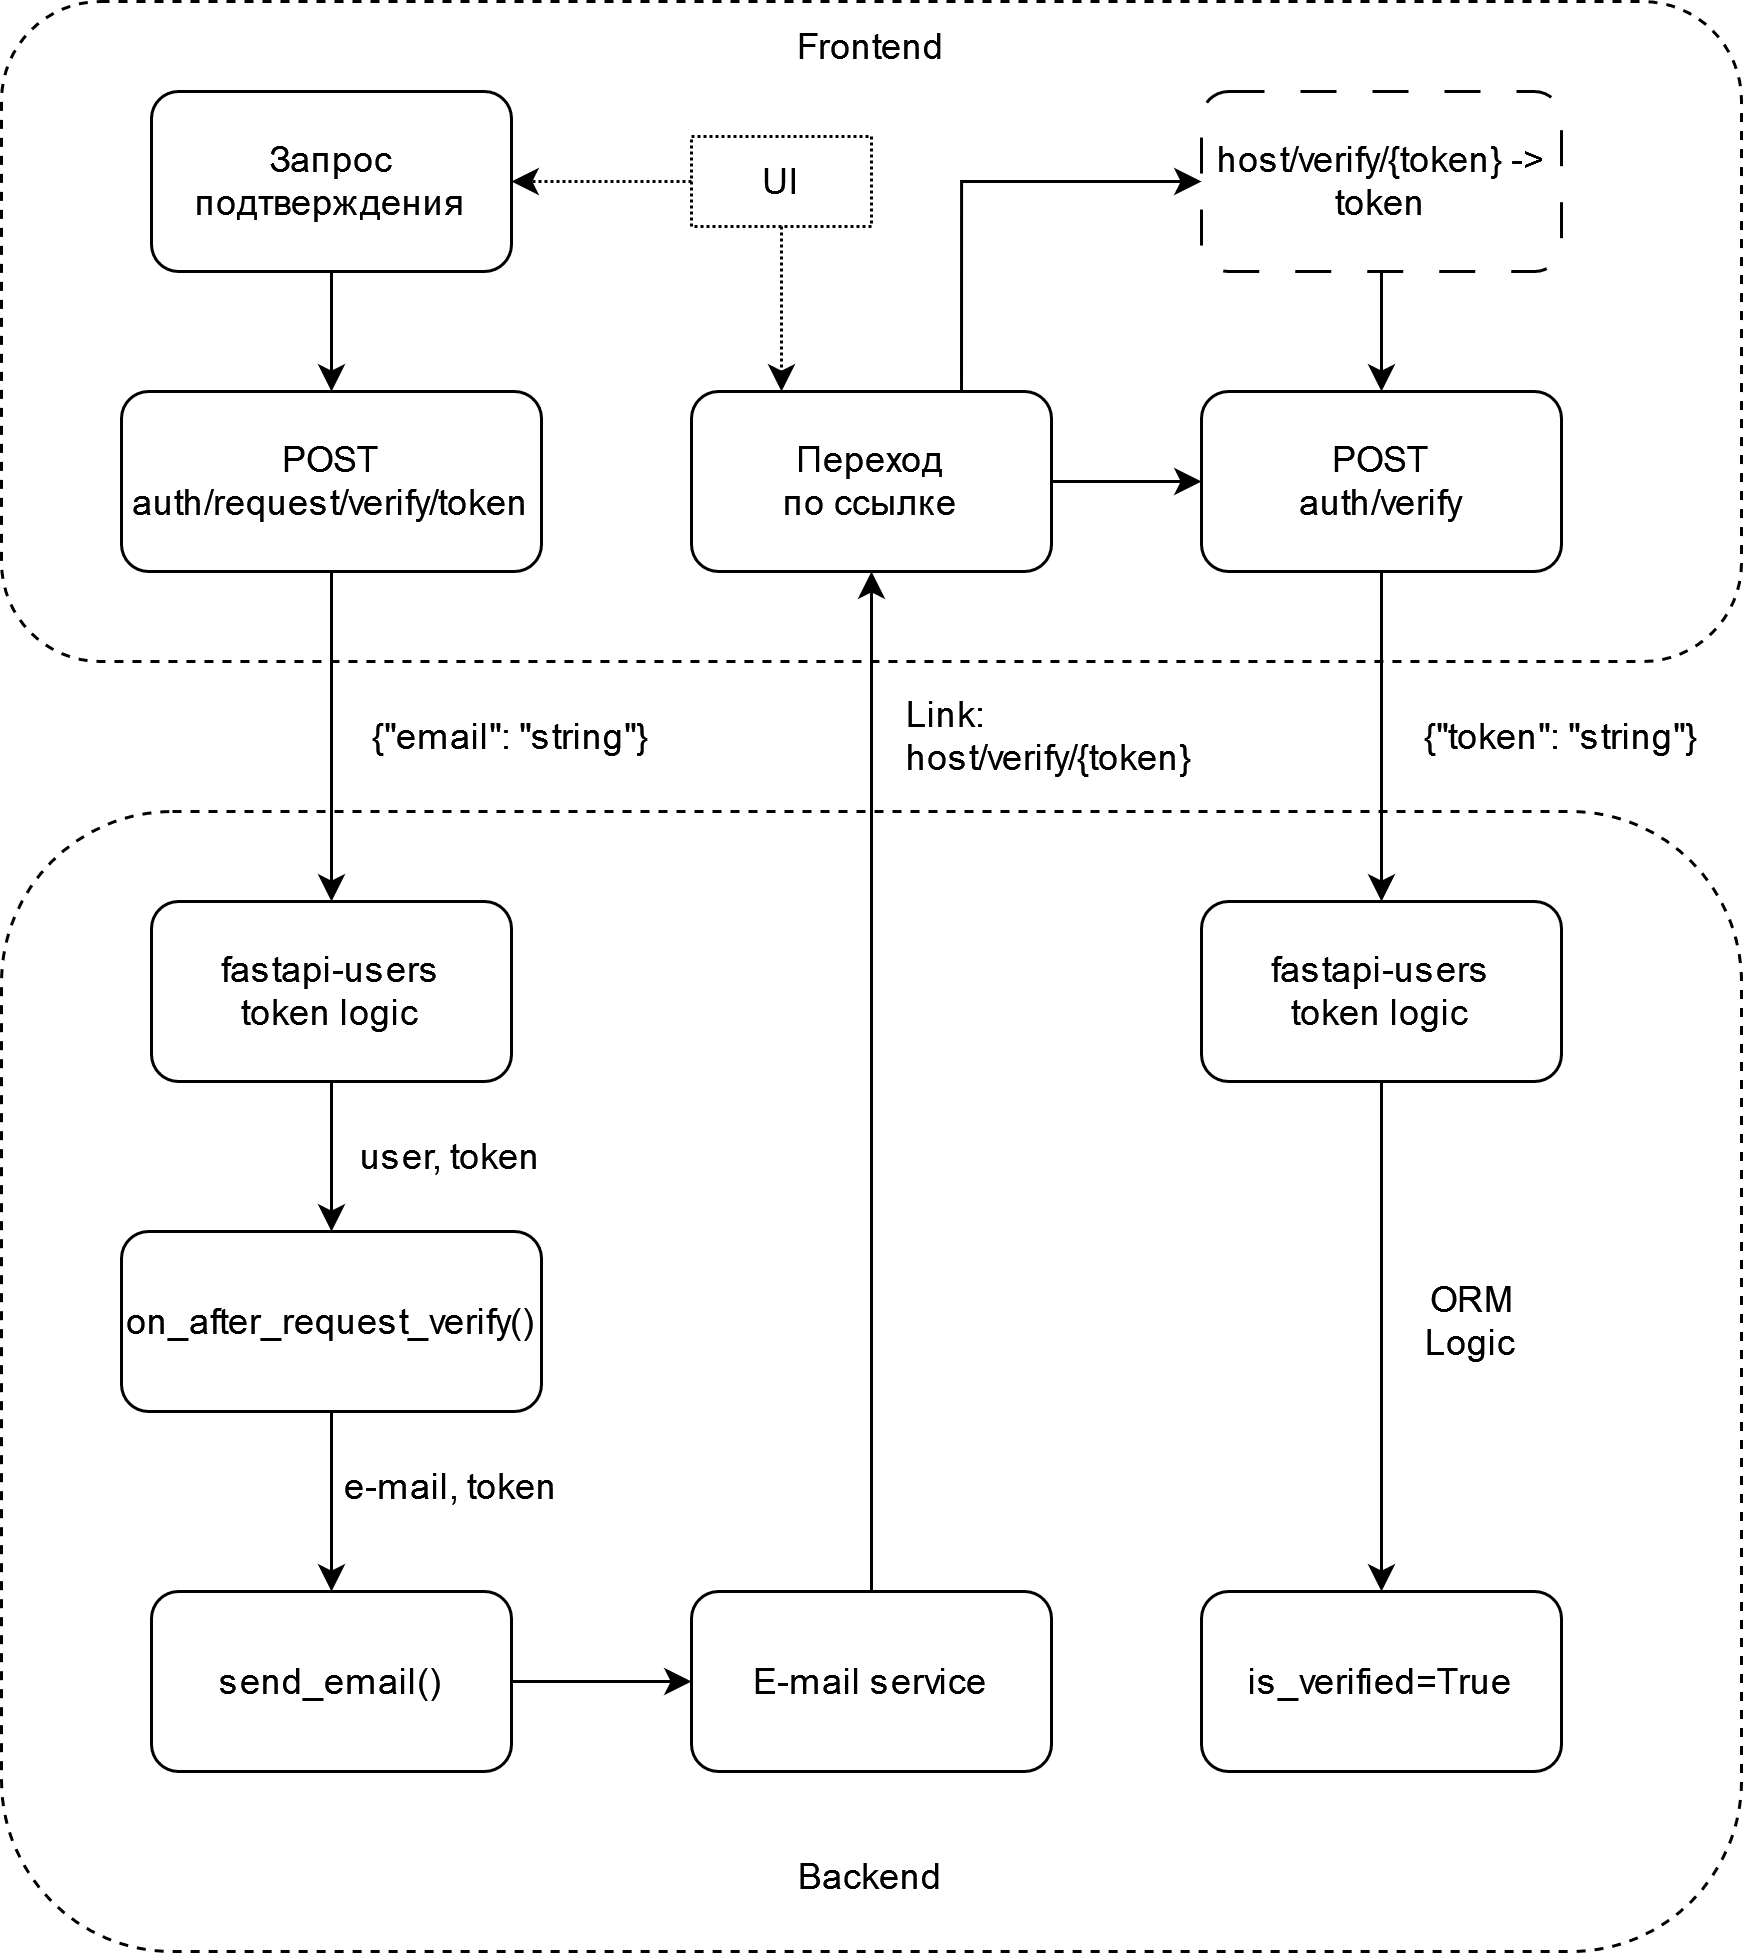 Frontend
Запрос
подтверждения
UI
host/verify/{token} ->
token
POST
auth/request/verify/token
Переход
по ссылке
POST
auth/verify
{"email": "string"}
Link:
host/verify/{token}
{"token": "string"}
fastapi-users
token logic
fastapi-users
token logic
user, token
on_after_request_verify()
ORM
Logic
e-mail, token
send_email()
E-mail service
is_verified=True
Backend